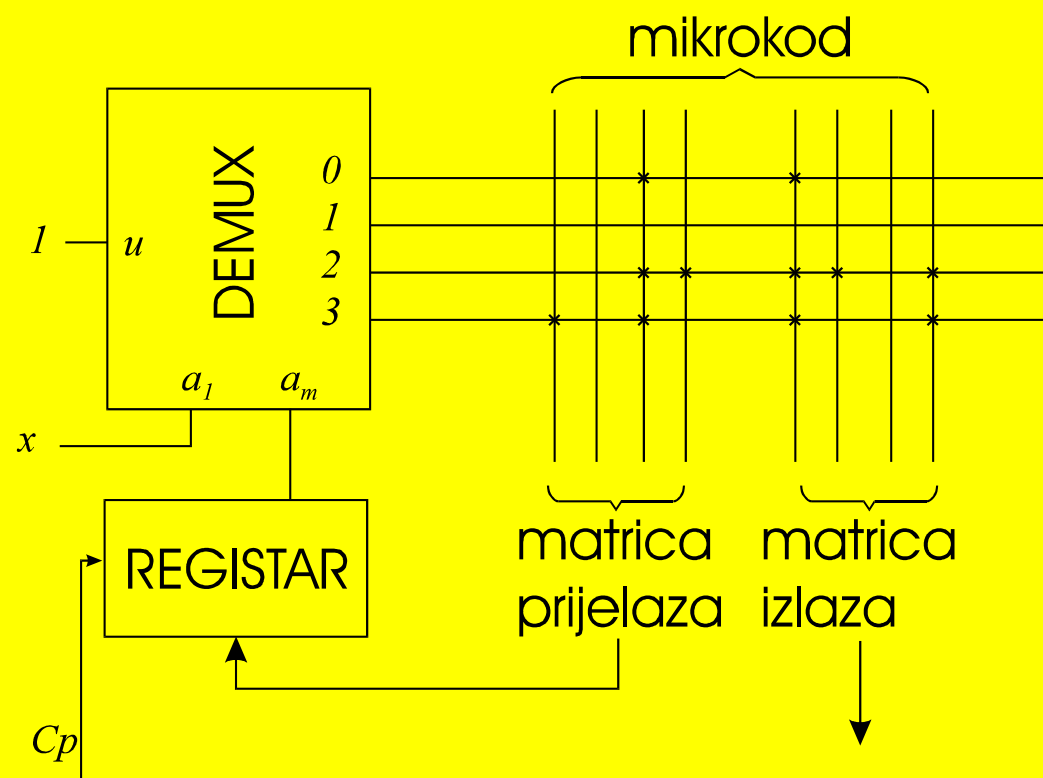 mikrokod
DEMUX
0
1
2
3
1
u
a1
am
x
REGISTAR
matrica
prijelaza
matrica
izlaza
Cp